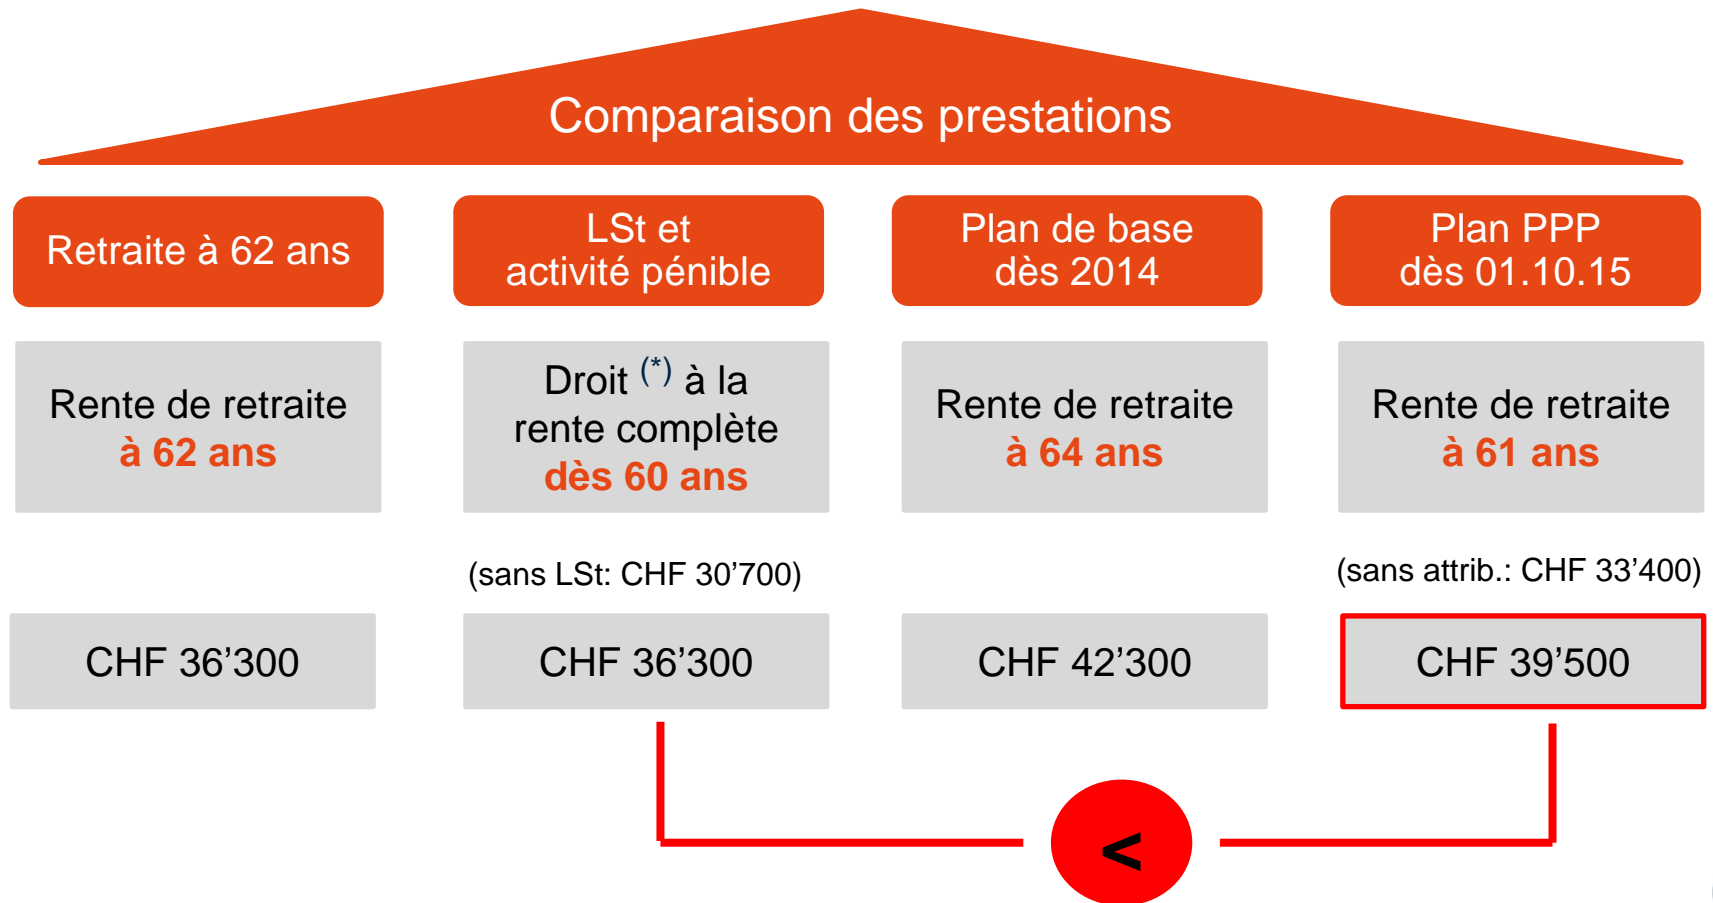 Comparaison des prestations
Retraite à 62 ans
LSt et
activité pénible
Plan de base
dès 2014
Plan PPP
dès 01.10.15
Rente de retraite
à 62 ans
Droit (*) à la
rente complète
dès 60 ans
Rente de retraite
à 64 ans
Rente de retraite
à 61 ans
(sans LSt: CHF 30’700)
(sans attrib.: CHF 33’400)
CHF 36’300
CHF 36’300
CHF 42’300
CHF 39’500
<